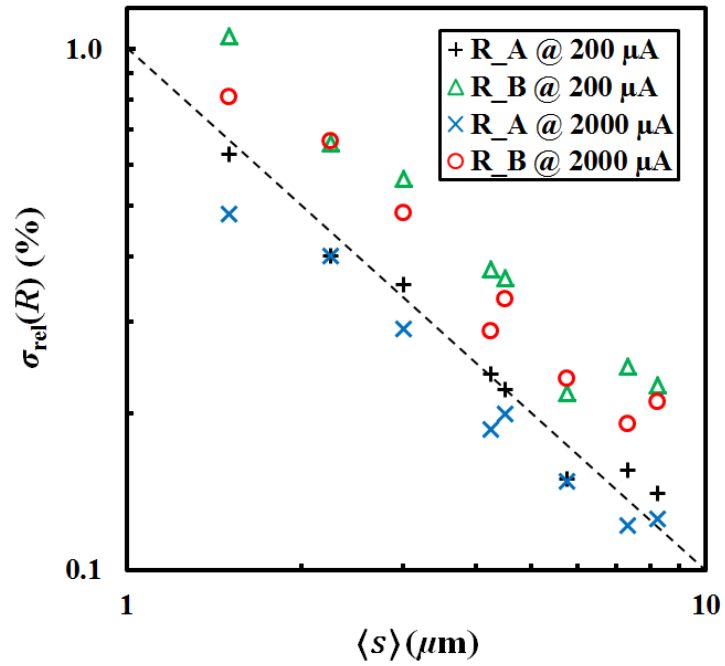 1.0
+ R_A @ 200 μA
△ R_B @ 200 μA
× R_A @ 2000 μA
○ R_B @ 2000 μA
σrel(R) (%)
0.1
1
10
⟨s⟩ (μm)